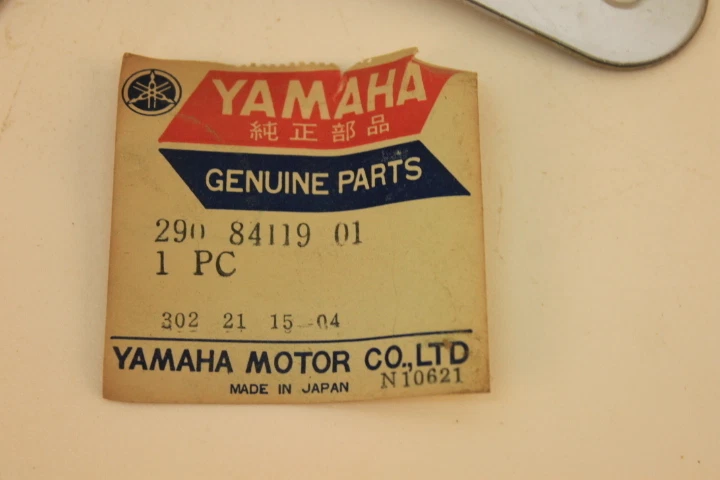 YAMAHA
純正部品
GENUINE PARTS
290 84119 01
1 PC
302 21 15-04
YAMAHA MOTOR CO.,LTD
MADE IN JAPAN
N10621